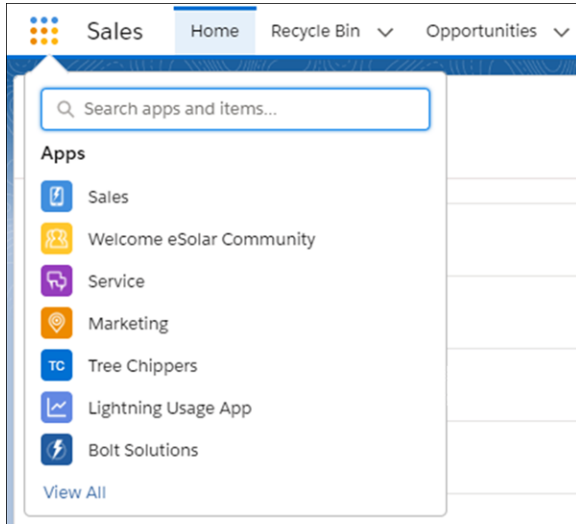 Sales Home Recycle Bin Opportunities
Search apps and items...
Apps
Sales
Welcome eSolar Community
Service
Marketing
TC Tree Chippers
Lightning Usage App
Bolt Solutions
View All